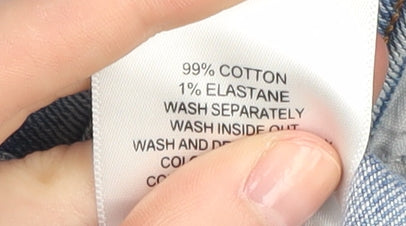 99% COTTON
1% ELASTANE
WASH SEPARATELY
WASH INSIDE OUT
WASH AND